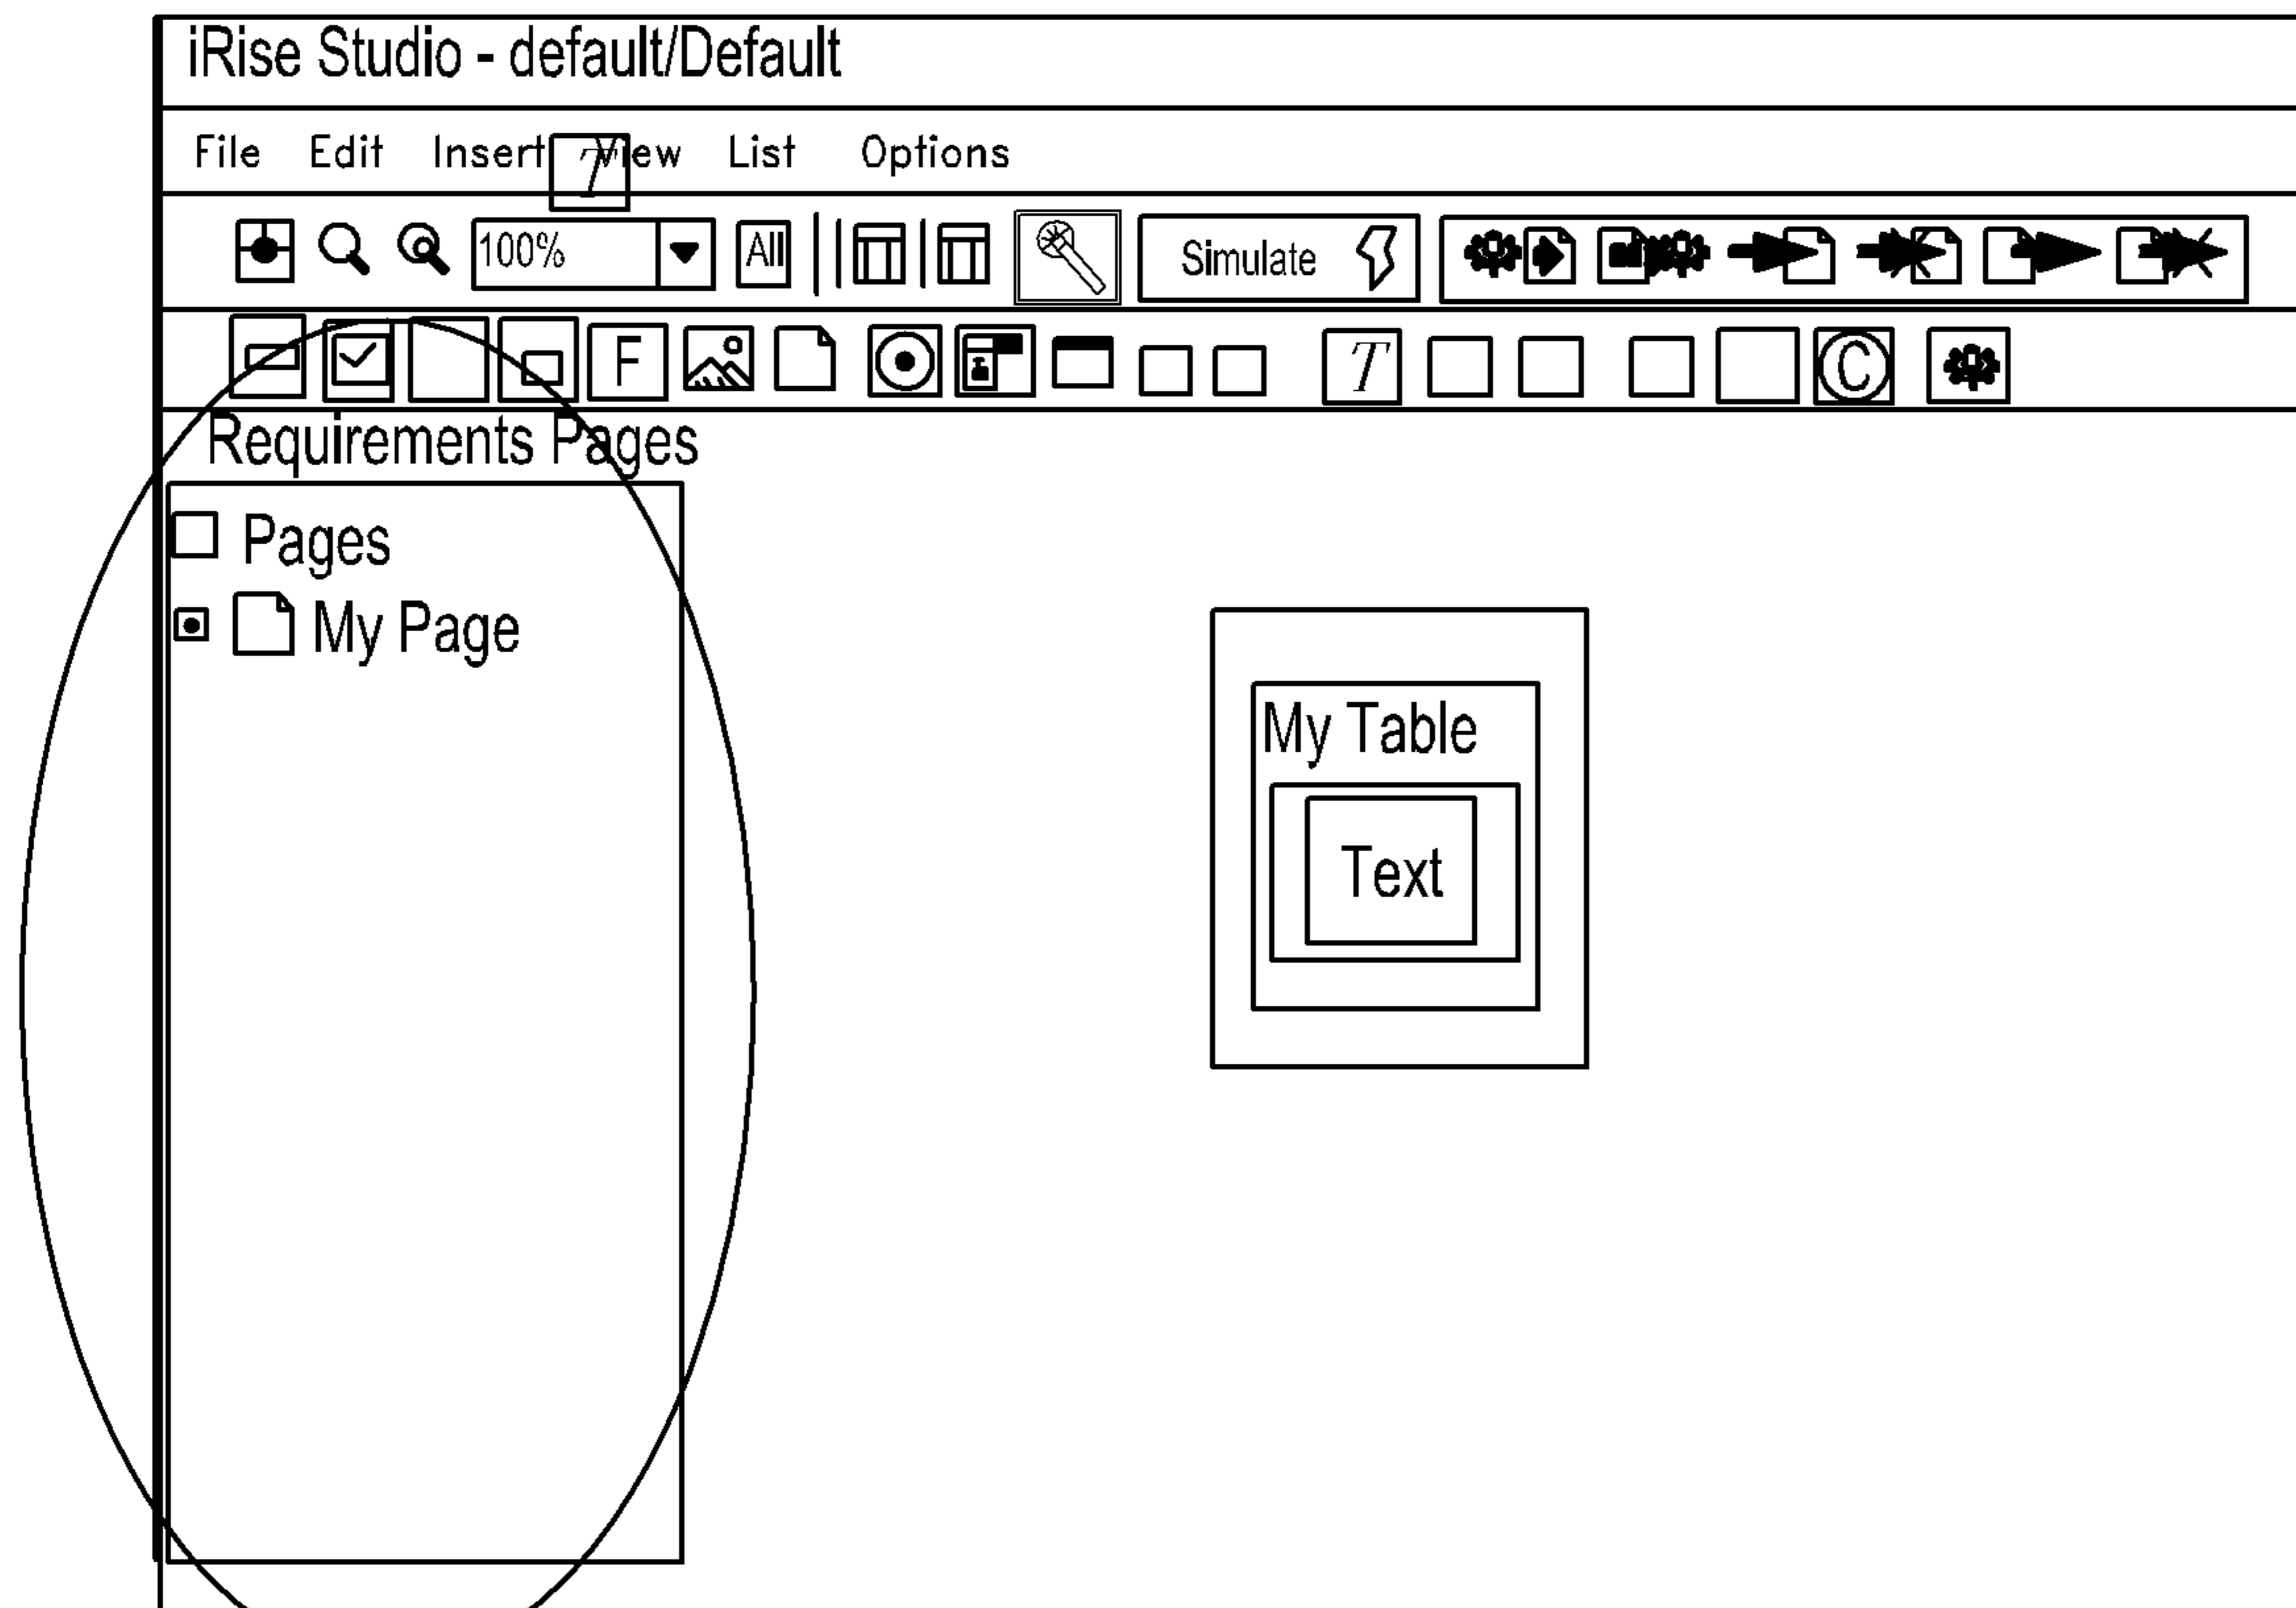 iRise Studio - default/Default
File Edit Insert View List Options
100% All Simulate
F T C
Requirements Pages
Pages
My Page
My Table
Text